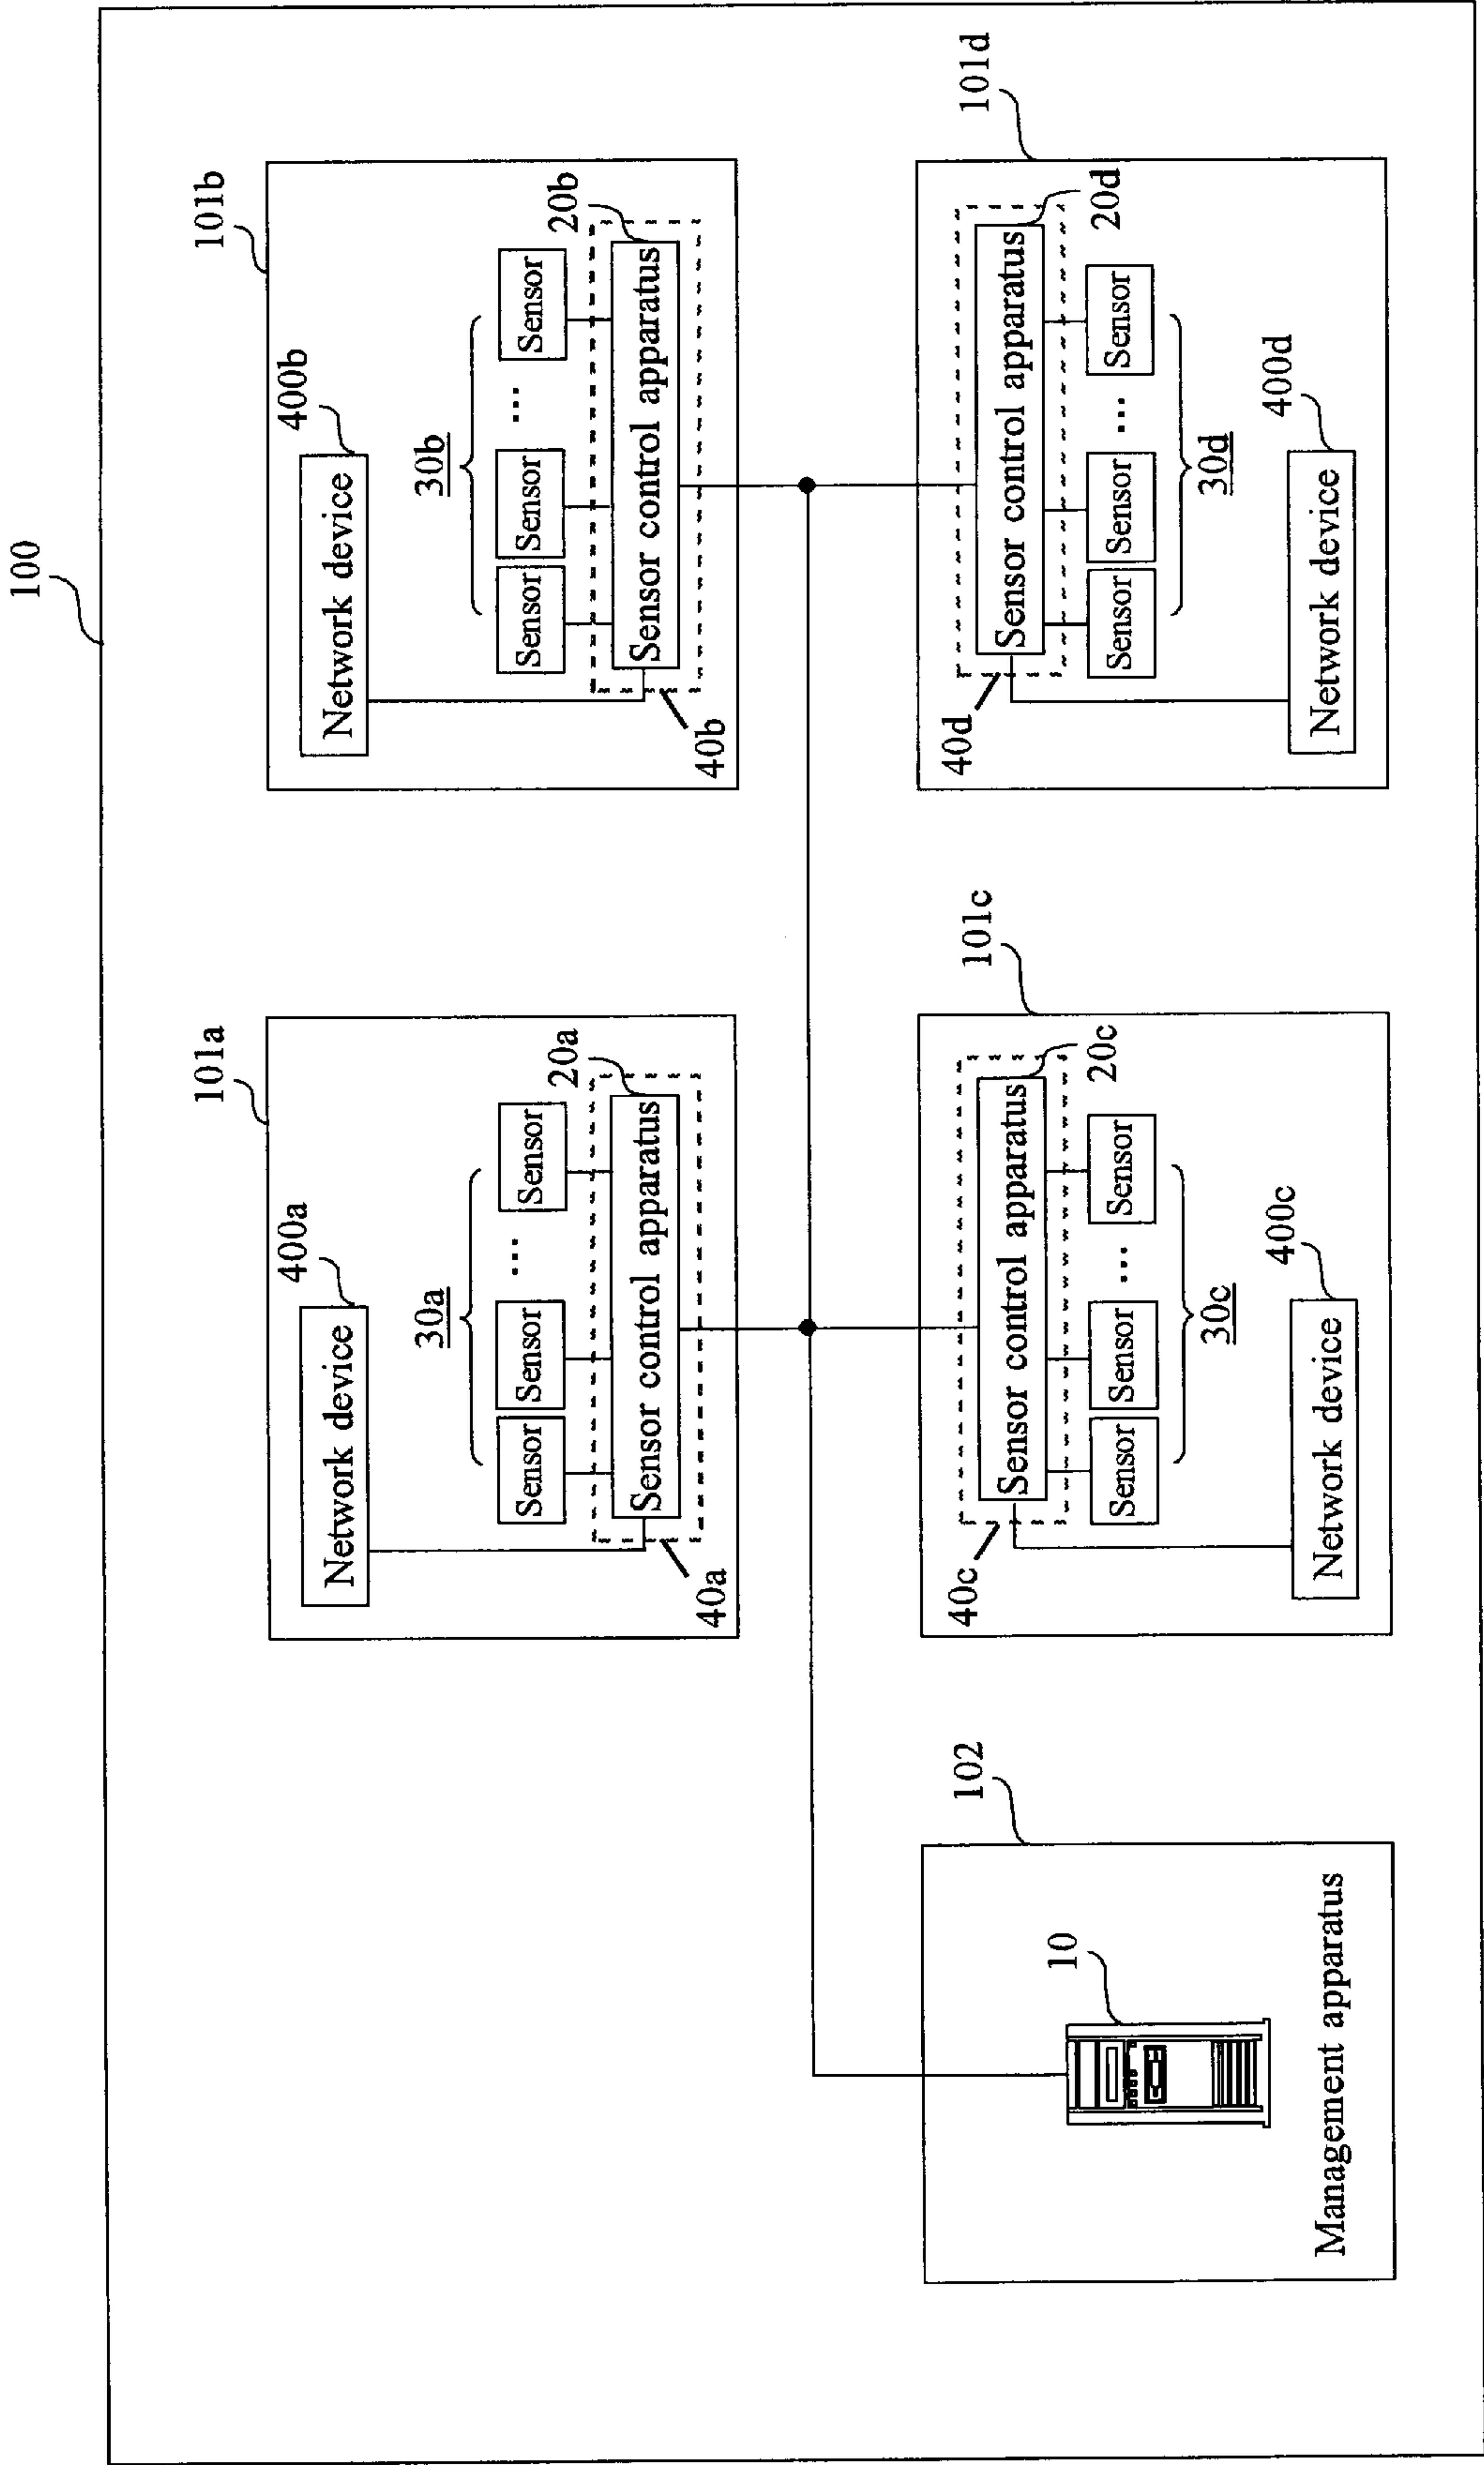 100
101a
400a
Network device
30a
Sensor
Sensor
...
Sensor
20a
Sensor control apparatus
40a
101b
400b
Network device
30b
Sensor
Sensor
...
Sensor
20b
Sensor control apparatus
40b
102
10
Management apparatus
101c
40c
Sensor control apparatus
20c
Sensor
Sensor
...
Sensor
30c
400c
Network device
101d
40d
Sensor control apparatus
20d
Sensor
Sensor
...
Sensor
30d
400d
Network device